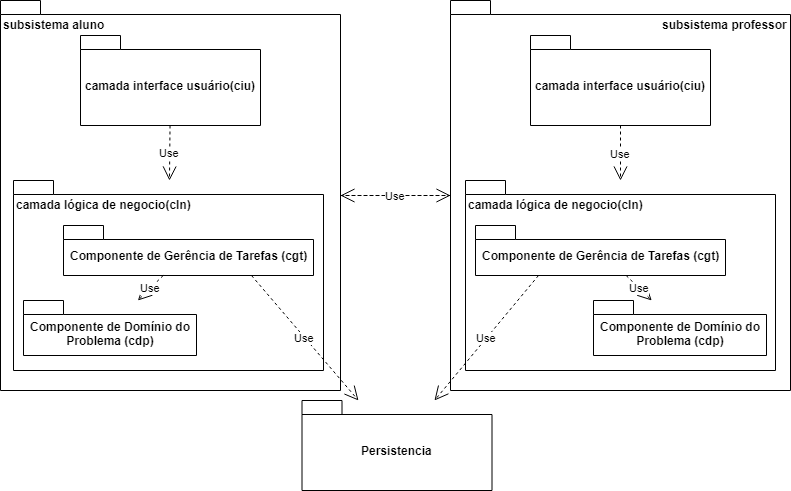 subsistema aluno
camada interface usuário(ciu)
Use
camada lógica de negocio(cln)
Componente de Gerência de Tarefas (cgt)
Use
Componente de Domínio do
Problema (cdp)
Use
Use
subsistema professor
camada interface usuário(ciu)
Use
camada lógica de negocio(cln)
Componente de Gerência de Tarefas (cgt)
Use
Componente de Domínio do
Problema (cdp)
Use
Persistencia